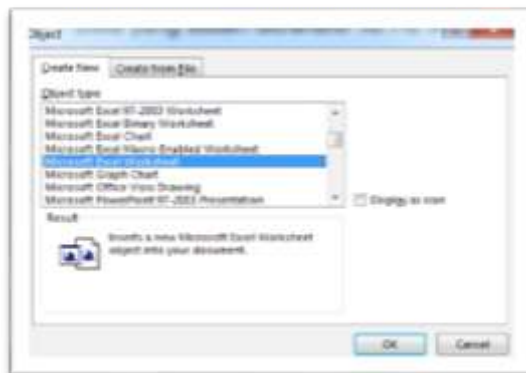 Object
Create New
Create from File
Object type
Microsoft Excel 97-2003 Worksheet
Microsoft Excel Binary Worksheet
Microsoft Excel Chart
Microsoft Excel Macro-Enabled Worksheet
Microsoft Excel Worksheet
Microsoft Graph Chart
Microsoft Office Visio Drawing
Microsoft PowerPoint 97-2003 Presentation
Display as icon
Result
Inserts a new Microsoft Excel Worksheet
object into your document.
OK
Cancel